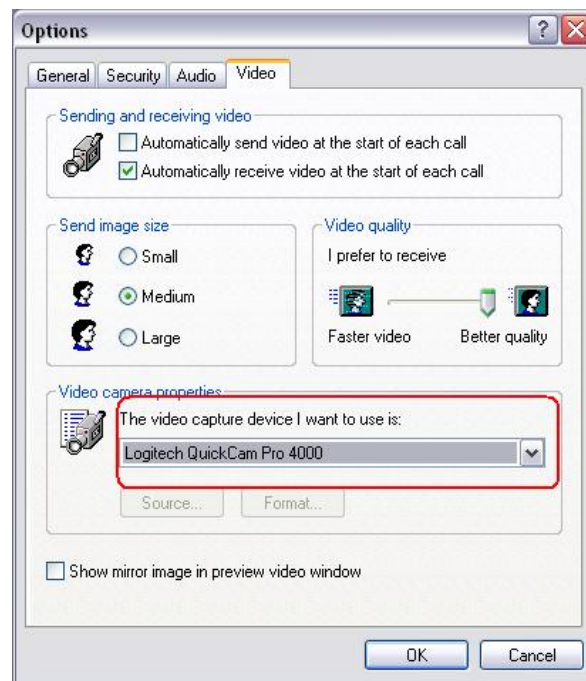 Options
General Security Audio Video
Sending and receiving video
Automatically send video at the start of each call
Automatically receive video at the start of each call
Send image size
Small
Medium
Large
Video quality
I prefer to receive
Faster video Better quality
Video camera properties
The video capture device I want to use is:
Logitech QuickCam Pro 4000
Source... Format...
Show mirror image in preview video window
OK Cancel